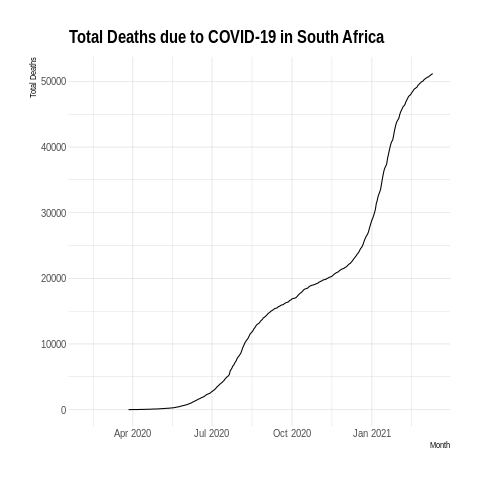 Total Deaths due to COVID-19 in South Africa
Total Deaths
50000
40000
30000
20000
10000
0
Apr 2020 Jul 2020 Oct 2020 Jan 2021
Month